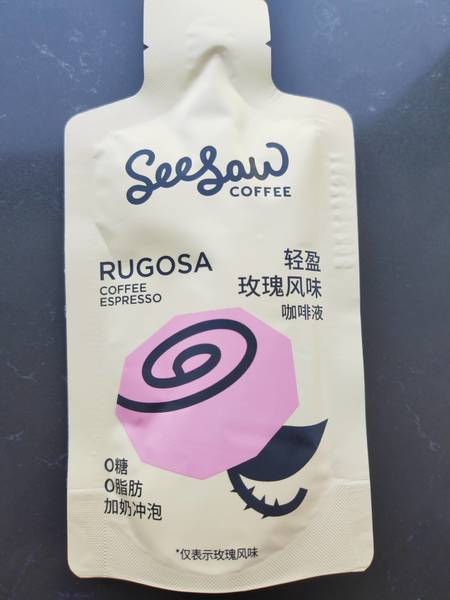 SeeSaw
COFFEE
RUGOSA
COFFEE
ESPRESSO
轻盈
玫瑰风味
咖啡液
0糖
0脂肪
加奶冲泡
*仅表示玫瑰风味